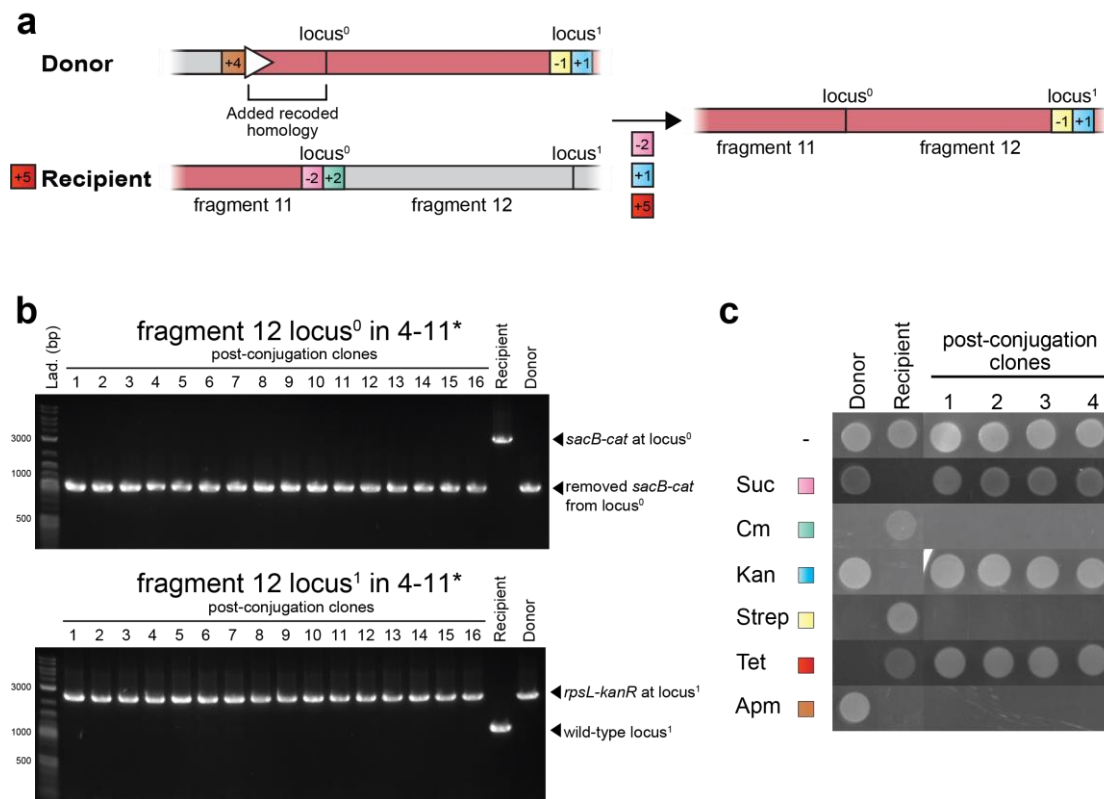 a
locus⁰ locus¹
Donor +4 -1 +1
Added recoded
homology
locus⁰ locus¹
+5 Recipient -2 +2
fragment 11 fragment 12
-2
+1
+5
locus⁰ locus¹
-1 +1
fragment 11 fragment 12
b
fragment 12 locus⁰ in 4-11*
post-conjugation clones
Lad. (bp) 1 2 3 4 5 6 7 8 9 10 11 12 13 14 15 16 Recipient Donor
3000
1000
500
sacB-cat at locus⁰
removed sacB-cat
from locus⁰
fragment 12 locus¹ in 4-11*
post-conjugation clones
1 2 3 4 5 6 7 8 9 10 11 12 13 14 15 16 Recipient Donor
3000
1000
500
rpsL-kanR at locus¹
wild-type locus¹
c
post-conjugation
clones
Donor Recipient 1 2 3 4
-
Suc
Cm
Kan
Strep
Tet
Apm